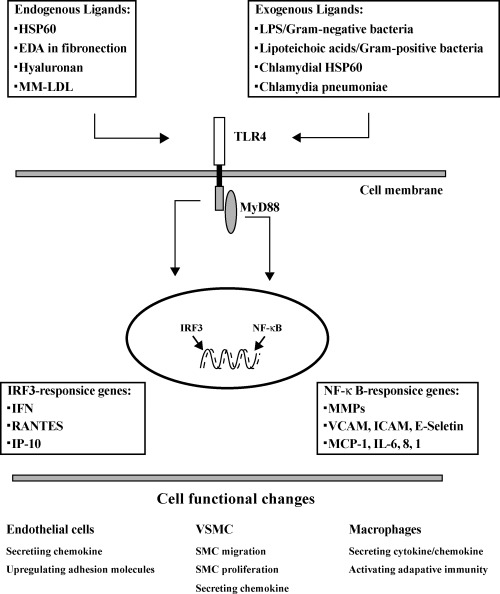 Endogenous Ligands:
▪HSP60
▪EDA in fibronection
▪Hyaluronan
▪MM-LDL
Exogenous Ligands:
▪LPS/Gram-negative bacteria
▪Lipoteichoic acids/Gram-positive bacteria
▪Chlamydial HSP60
▪Chlamydia pneumoniae
TLR4
Cell membrane
MyD88
IRF3
NF-κB
IRF3-responsice genes:
▪IFN
▪RANTES
▪IP-10
NF-κ B-responsice genes:
▪MMPs
▪VCAM, ICAM, E-Seletin
▪MCP-1, IL-6, 8, 1
Cell functional changes
Endothelial cells
Secretiing chemokine
Upregulating adhesion molecules
VSMC
SMC migration
SMC proliferation
Secreting chemokine
Macrophages
Secreting cytokine/chemokine
Activating adapative immunity